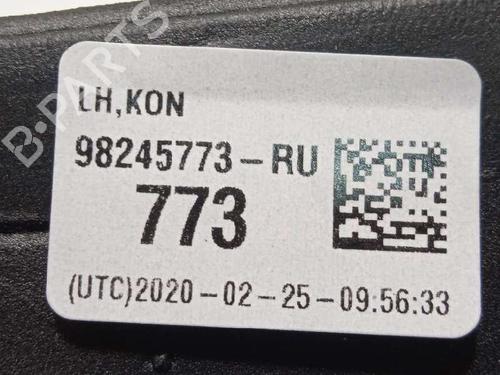 B-PARTS
LH,KON
98245773-RU
773
(UTC)2020-02-25-09:56:33